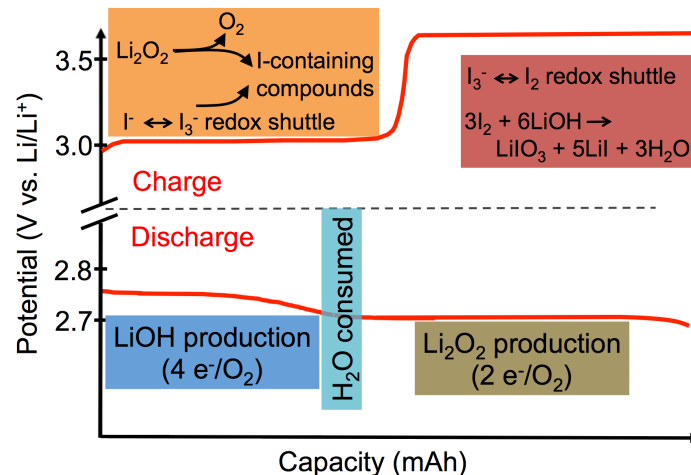 Potential (V vs. Li/Li⁺)
3.5
3.0
2.8
2.7
O₂
Li₂O₂
I-containing
compounds
I⁻ ↔ I₃⁻ redox shuttle
I₃⁻ ↔ I₂ redox shuttle
3I₂ + 6LiOH →
LiIO₃ + 5LiI + 3H₂O
Charge
Discharge
LiOH production
(4 e⁻/O₂)
H₂O consumed
Li₂O₂ production
(2 e⁻/O₂)
Capacity (mAh)